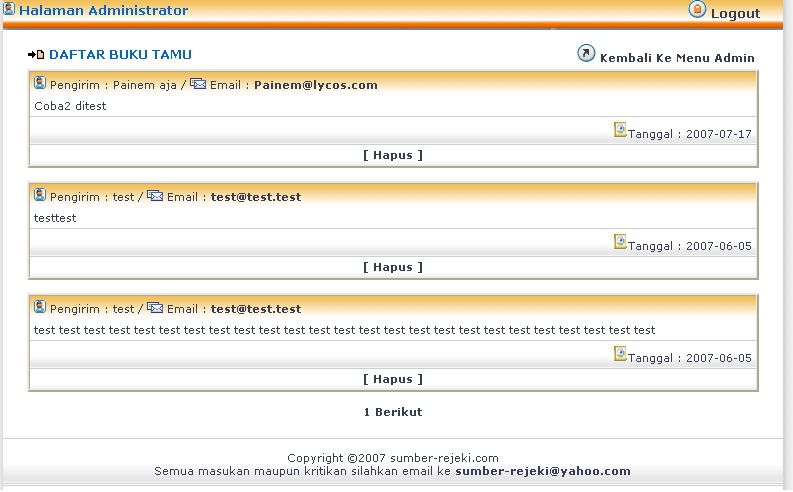 Halaman Administrator
Logout
DAFTAR BUKU TAMU
Kembali Ke Menu Admin
Pengirim : Painem aja / Email : Painem@lycos.com
Coba2 ditest
Tanggal : 2007-07-17
[ Hapus ]
Pengirim : test / Email : test@test.test
testtest
Tanggal : 2007-06-05
[ Hapus ]
Pengirim : test / Email : test@test.test
test test test test test test test test test test test test test test test test test test test test test test test test test
Tanggal : 2007-06-05
[ Hapus ]
1 Berikut
Copyright ©2007 sumber-rejeki.com
Semua masukan maupun kritikan silahkan email ke sumber-rejeki@yahoo.com